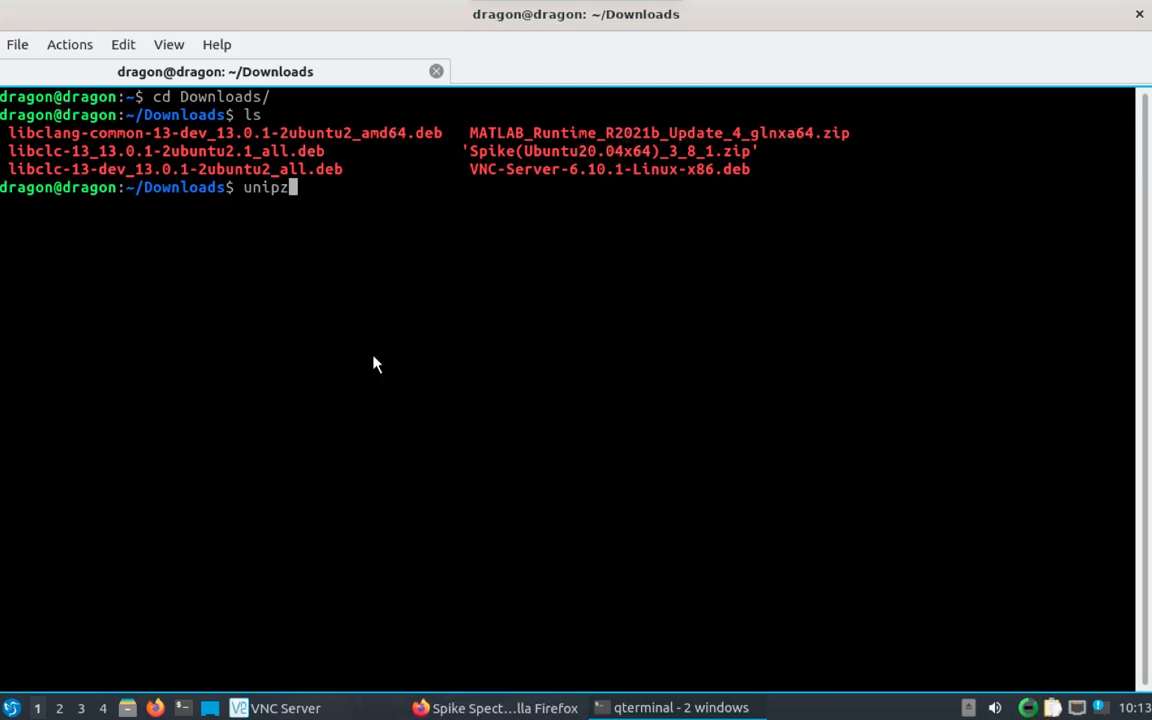 dragon@dragon: ~/Downloads
File Actions Edit View Help
dragon@dragon: ~/Downloads
dragon@dragon:~$ cd Downloads/
dragon@dragon:~/Downloads$ ls
libclang-common-13-dev_13.0.1-2ubuntu2_amd64.deb MATLAB_Runtime_R2021b_Update_4_glnxa64.zip
libclc-13_13.0.1-2ubuntu2.1_all.deb 'Spike(Ubuntu20.04x64)_3_8_1.zip'
libclc-13-dev_13.0.1-2ubuntu2_all.deb VNC-Server-6.10.1-Linux-x86.deb
dragon@dragon:~/Downloads$ unipz
1 2 3 4 VNC Server Spike Spect...lla Firefox qterminal - 2 windows 10:13